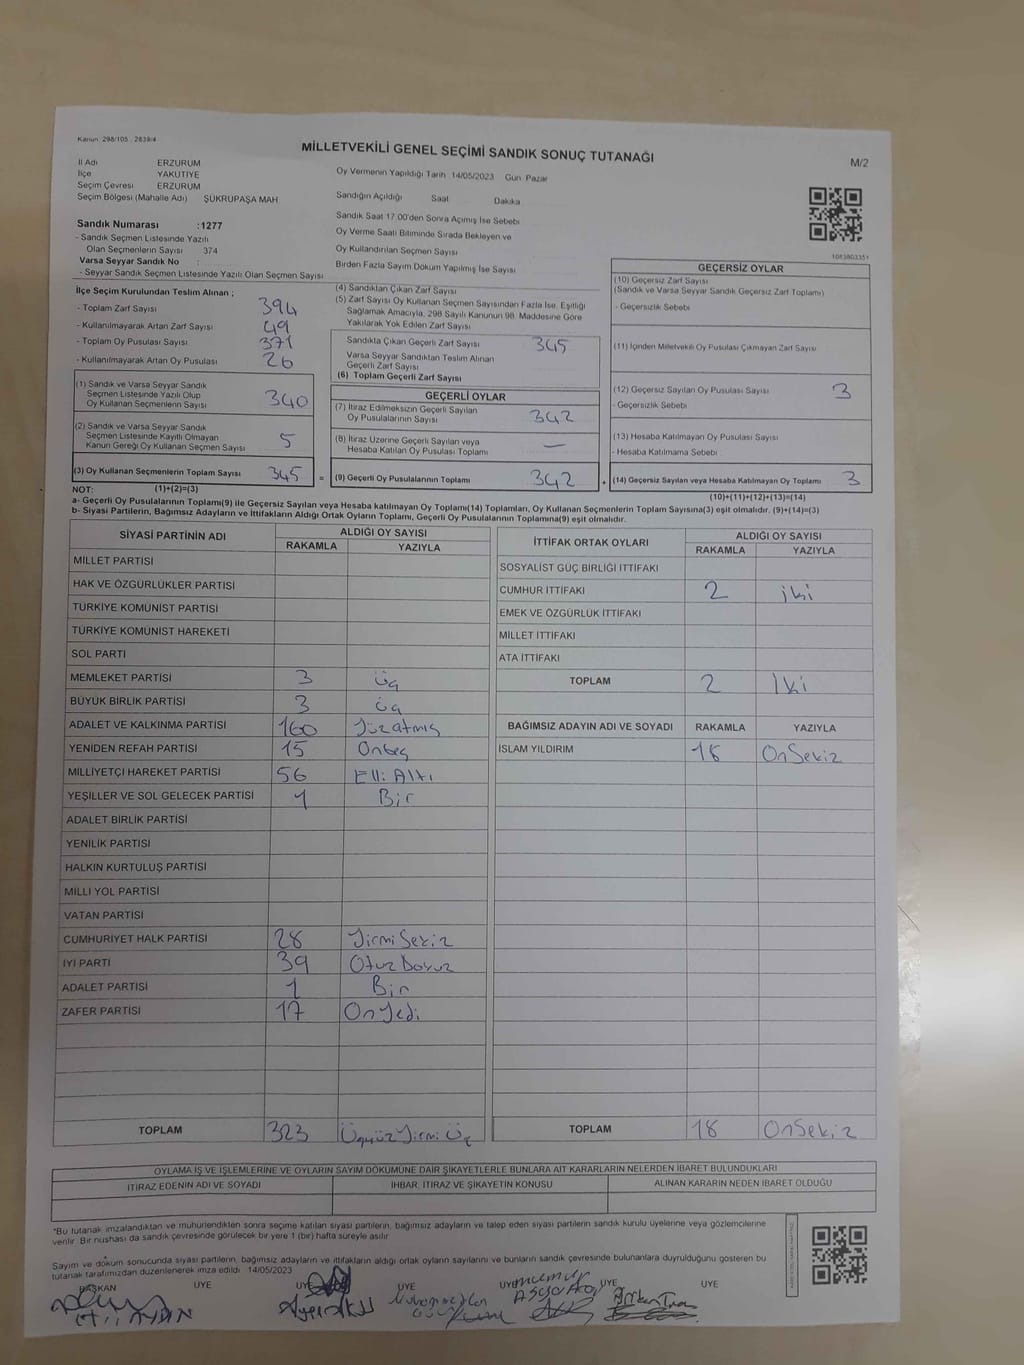 Kanun 298/105 - 2839/4
MİLLETVEKİLİ GENEL SEÇİMİ SANDIK SONUÇ TUTANAĞI
M/2
İl Adı ERZURUM
İlçe YAKUTİYE
Seçim Çevresi ERZURUM
Seçim Bölgesi (Mahalle Adı) ŞÜKRÜPAŞA MAH
Oy Vermenin Yapıldığı Tarih 14/05/2023 Gün Pazar
Sandığın Açıldığı Saat Dakika
Sandık Saat 17.00'den Sonra Açılmış İse Sebebi
Oy Verme Saati Bitiminde Sırada Bekleyen ve
Oy Kullandırılan Seçmen Sayısı
Birden Fazla Sayım Döküm Yapılmış İse Sayısı
Sandık Numarası :1277
- Sandık Seçmen Listesinde Yazılı
Olan Seçmenlerin Sayısı 374
Varsa Seyyar Sandık No :
- Seyyar Sandık Seçmen Listesinde Yazılı Olan Seçmen Sayısı
İlçe Seçim Kurulundan Teslim Alınan ;
- Toplam Zarf Sayısı 394
- Kullanılmayarak Artan Zarf Sayısı 49
- Toplam Oy Pusulası Sayısı 371
- Kullanılmayarak Artan Oy Pusulası 26
(1) Sandık ve Varsa Seyyar Sandık
Seçmen Listesinde Yazılı Olup
Oy Kullanan Seçmenlerin Sayısı 340
(2) Sandık ve Varsa Seyyar Sandık
Seçmen Listesinde Kayıtlı Olmayan
Kanun Gereği Oy Kullanan Seçmen Sayısı 5
(3) Oy Kullanan Seçmenlerin Toplam Sayısı 345 =
(4) Sandıktan Çıkan Zarf Sayısı
(5) Zarf Sayısı Oy Kullanan Seçmen Sayısından Fazla İse, Eşitliği
Sağlamak Amacıyla, 298 Sayılı Kanunun 98. Maddesine Göre
Yakılarak Yok Edilen Zarf Sayısı
Sandıkta Çıkan Geçerli Zarf Sayısı 345
Varsa Seyyar Sandıktan Teslim Alınan
Geçerli Zarf Sayısı
(6) Toplam Geçerli Zarf Sayısı
GEÇERLİ OYLAR
(7) İtiraz Edilmeksizin Geçerli Sayılan
Oy Pusulalarının Sayısı 342
(8) İtiraz Üzerine Geçerli Sayılan veya
Hesaba Katılan Oy Pusulası Toplamı —
(9) Geçerli Oy Pusulalarının Toplamı 342 +
1083803351
GEÇERSİZ OYLAR
(10) Geçersiz Zarf Sayısı
(Sandık ve Varsa Seyyar Sandık Geçersiz Zarf Toplamı)
- Geçersizlik Sebebi
(11) İçinden Milletvekili Oy Pusulası Çıkmayan Zarf Sayısı
(12) Geçersiz Sayılan Oy Pusulası Sayısı 3
- Geçersizlik Sebebi
(13) Hesaba Katılmayan Oy Pusulası Sayısı
- Hesaba Katılmama Sebebi
(14) Geçersiz Sayılan veya Hesaba Katılmayan Oy Toplamı 3
NOT: (1)+(2)=(3) (10)+(11)+(12)+(13)=(14)
a- Geçerli Oy Pusulalarının Toplamı(9) ile Geçersiz Sayılan veya Hesaba katılmayan Oy Toplamı(14) Toplamları, Oy Kullanan Seçmenlerin Toplam Sayısına(3) eşit olmalıdır. (9)+(14)=(3)
b- Siyasi Partilerin, Bağımsız Adayların ve İttifakların Aldığı Oy Sayısı Toplamı, Geçerli Oy Pusulalarının Toplamına(9) eşit olmalıdır.
SİYASİ PARTİNİN ADI ALDIĞI OY SAYISI
RAKAMLA YAZIYLA
MİLLET PARTİSİ
HAK VE ÖZGÜRLÜKLER PARTİSİ
TÜRKİYE KOMÜNİST PARTİSİ
TÜRKİYE KOMÜNİST HAREKETİ
SOL PARTİ
MEMLEKET PARTİSİ 3 Üç
BÜYÜK BİRLİK PARTİSİ 3 Üç
ADALET VE KALKINMA PARTİSİ 160 Yüzatmış
YENİDEN REFAH PARTİSİ 15 Onbeş
MİLLİYETÇİ HAREKET PARTİSİ 56 Elli Altı
YEŞİLLER VE SOL GELECEK PARTİSİ 1 Bir
ADALET BİRLİK PARTİSİ
YENİLİK PARTİSİ
HALKIN KURTULUŞ PARTİSİ
MİLLİ YOL PARTİSİ
VATAN PARTİSİ
CUMHURİYET HALK PARTİSİ 28 YirmiSekiz
İYİ PARTİ 39 OtuzDokuz
ADALET PARTİSİ 1 Bir
ZAFER PARTİSİ 17 OnYedi
TOPLAM 323 ÜçyüzYirmi Üç
İTTİFAK ORTAK OYLARI ALDIĞI OY SAYISI
RAKAMLA YAZIYLA
SOSYALİST GÜÇ BİRLİĞİ İTTİFAKI
CUMHUR İTTİFAKI 2 iki
EMEK VE ÖZGÜRLÜK İTTİFAKI
MİLLET İTTİFAKI
ATA İTTİFAKI
TOPLAM 2 İki
BAĞIMSIZ ADAYIN ADI VE SOYADI RAKAMLA YAZIYLA
İSLAM YILDIRIM 18 OnSekiz
TOPLAM 18 OnSekiz
OYLAMA İŞ VE İŞLEMLERİNE VE OYLARIN SAYIM DÖKÜMÜNE DAİR ŞİKAYETLERLE BUNLARA AİT KARARLARIN NELERDEN İBARET BULUNDUKLARI
İTİRAZ EDENİN ADI VE SOYADI İHBAR, İTİRAZ VE ŞİKAYETİN KONUSU ALINAN KARARIN NEDEN İBARET OLDUĞU
*Bu tutanak imzalandıktan ve mühürlendikten sonra seçime katılan siyasi partilerin, bağımsız adayların ve talep eden siyasi partilerin sandık kurulu üyelerine veya gözlemcilerine
verilir. Bir nüshası da sandık çevresinde görülecek bir yere 1 (bir) hafta süreyle asılır
Sayım ve döküm sonucunda siyasi partilerin, bağımsız adayların ve ittifakların aldığı ortak oyların sayılarını ve bunların sandık çevresinde bulunanlara duyrulduğunu gösteren bu
tutanak tarafımızdan düzenlenerek imza edildi. 14/05/2023
BAŞKAN ÜYE ÜYE ÜYE ÜYE ÜYE ÜYE
memur